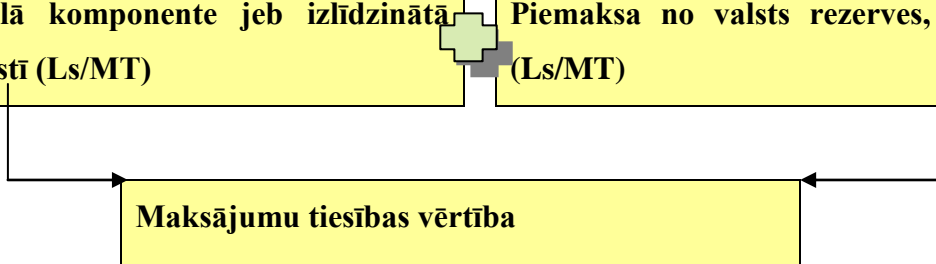 lā komponente jeb izlīdzinātā
stī (Ls/MT)
Piemaksa no valsts rezerves,
(Ls/MT)
Maksājumu tiesības vērtība